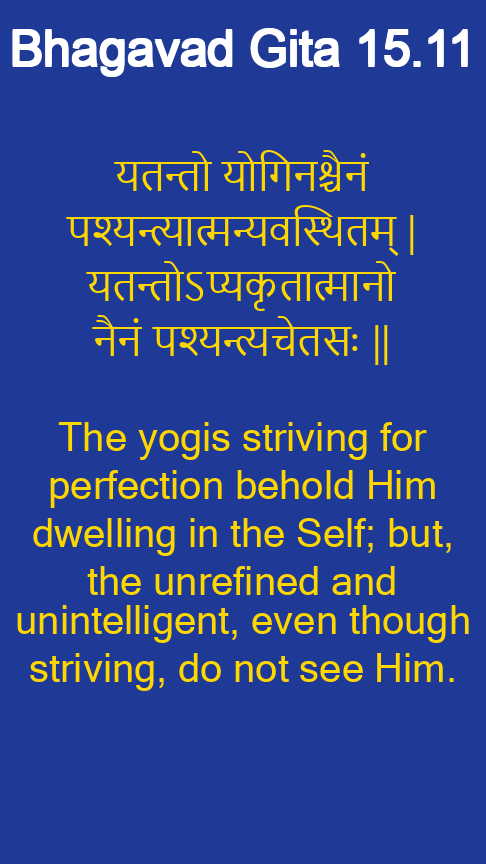 Bhagavad Gita 15.11
यतन्तो योगिनश्चैनं
पश्यन्त्यात्मन्यवस्थितम् |
यतन्तोऽप्यकृतात्मानो
नैनं पश्यन्त्यचेतसः ||
The yogis striving for
perfection behold Him
dwelling in the Self; but,
the unrefined and
unintelligent, even though
striving, do not see Him.